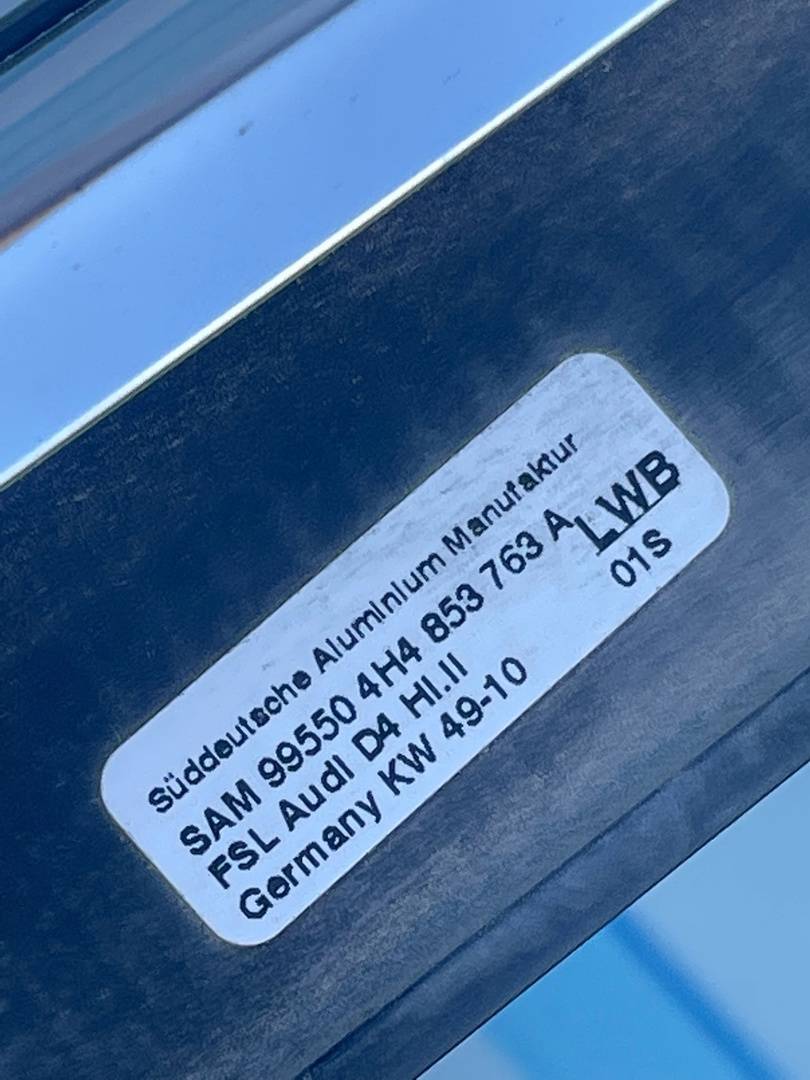 Süddeutsche Aluminium Manufaktur
SAM 99550 4H4 853 763 A LWB
FSL Audi D4 HI.II 01S
Germany KW 49-10